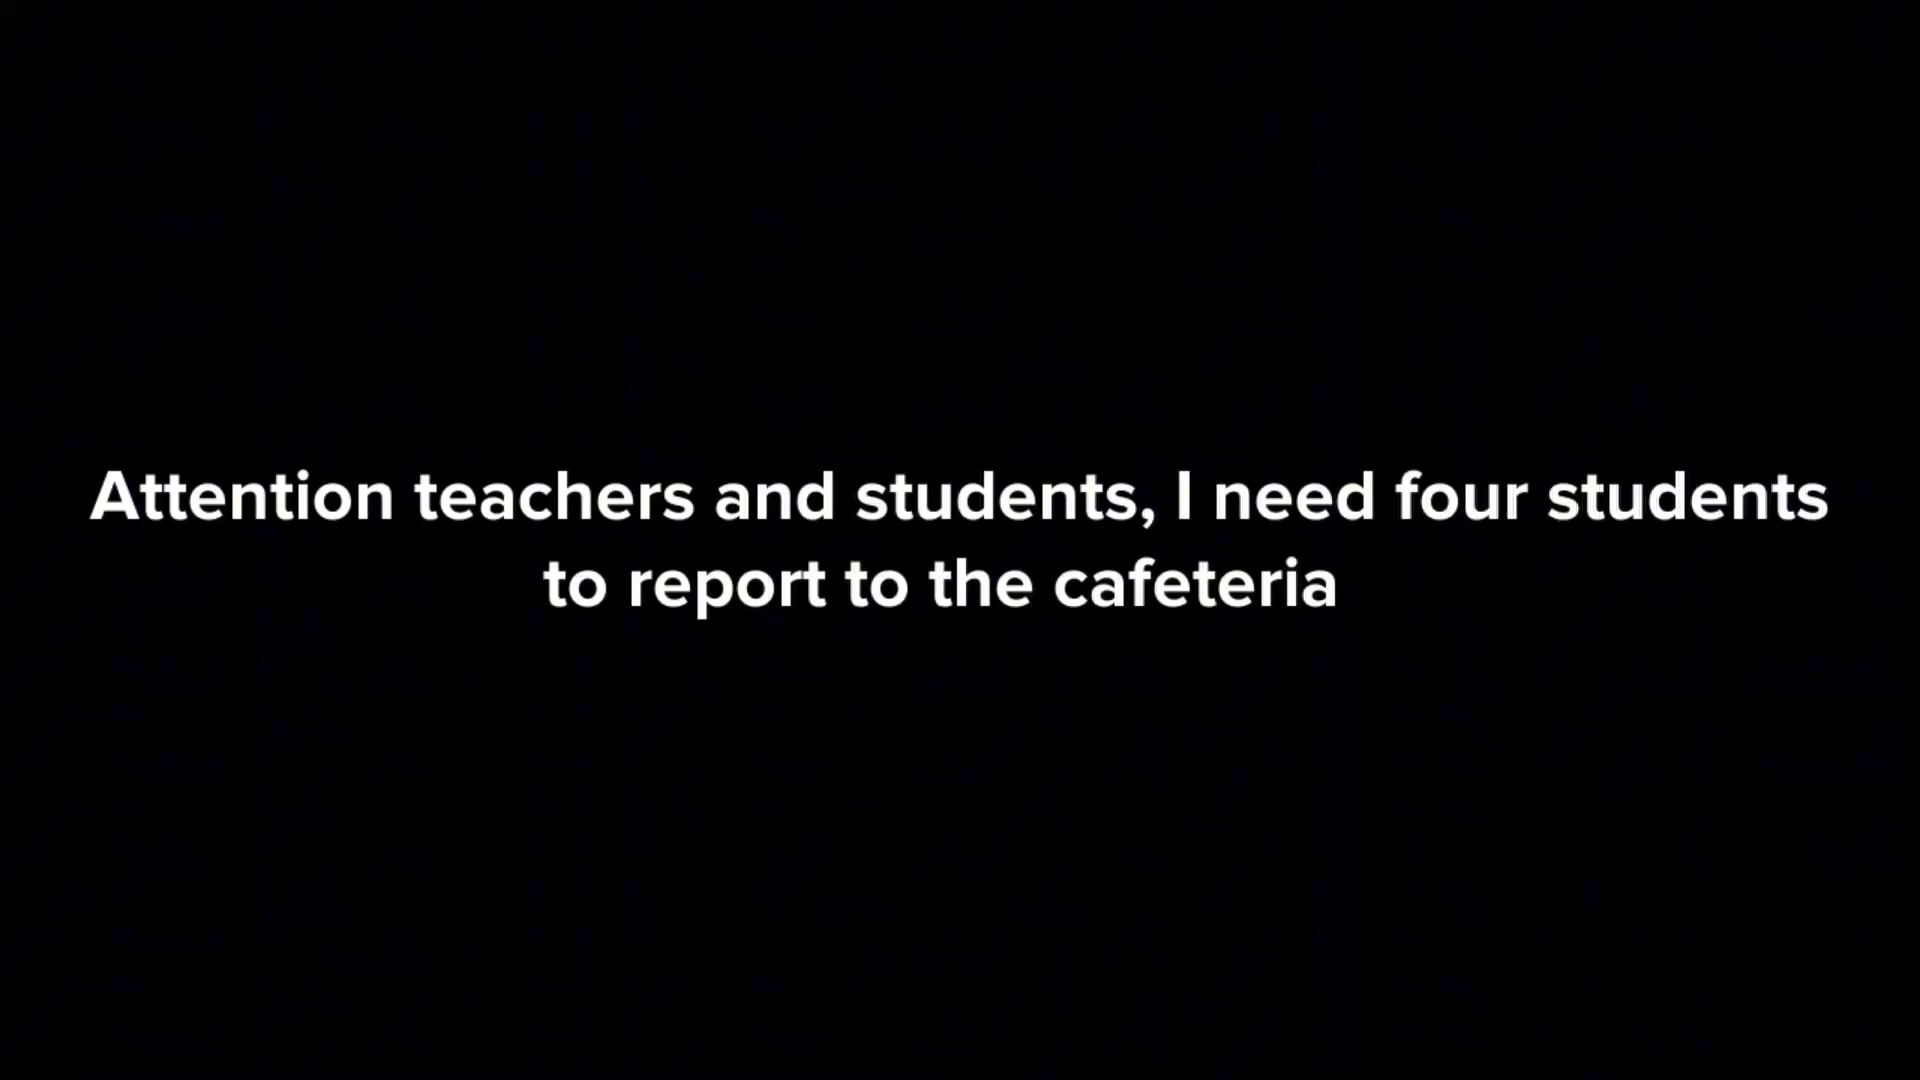 Attention teachers and students, I need four students
to report to the cafeteria